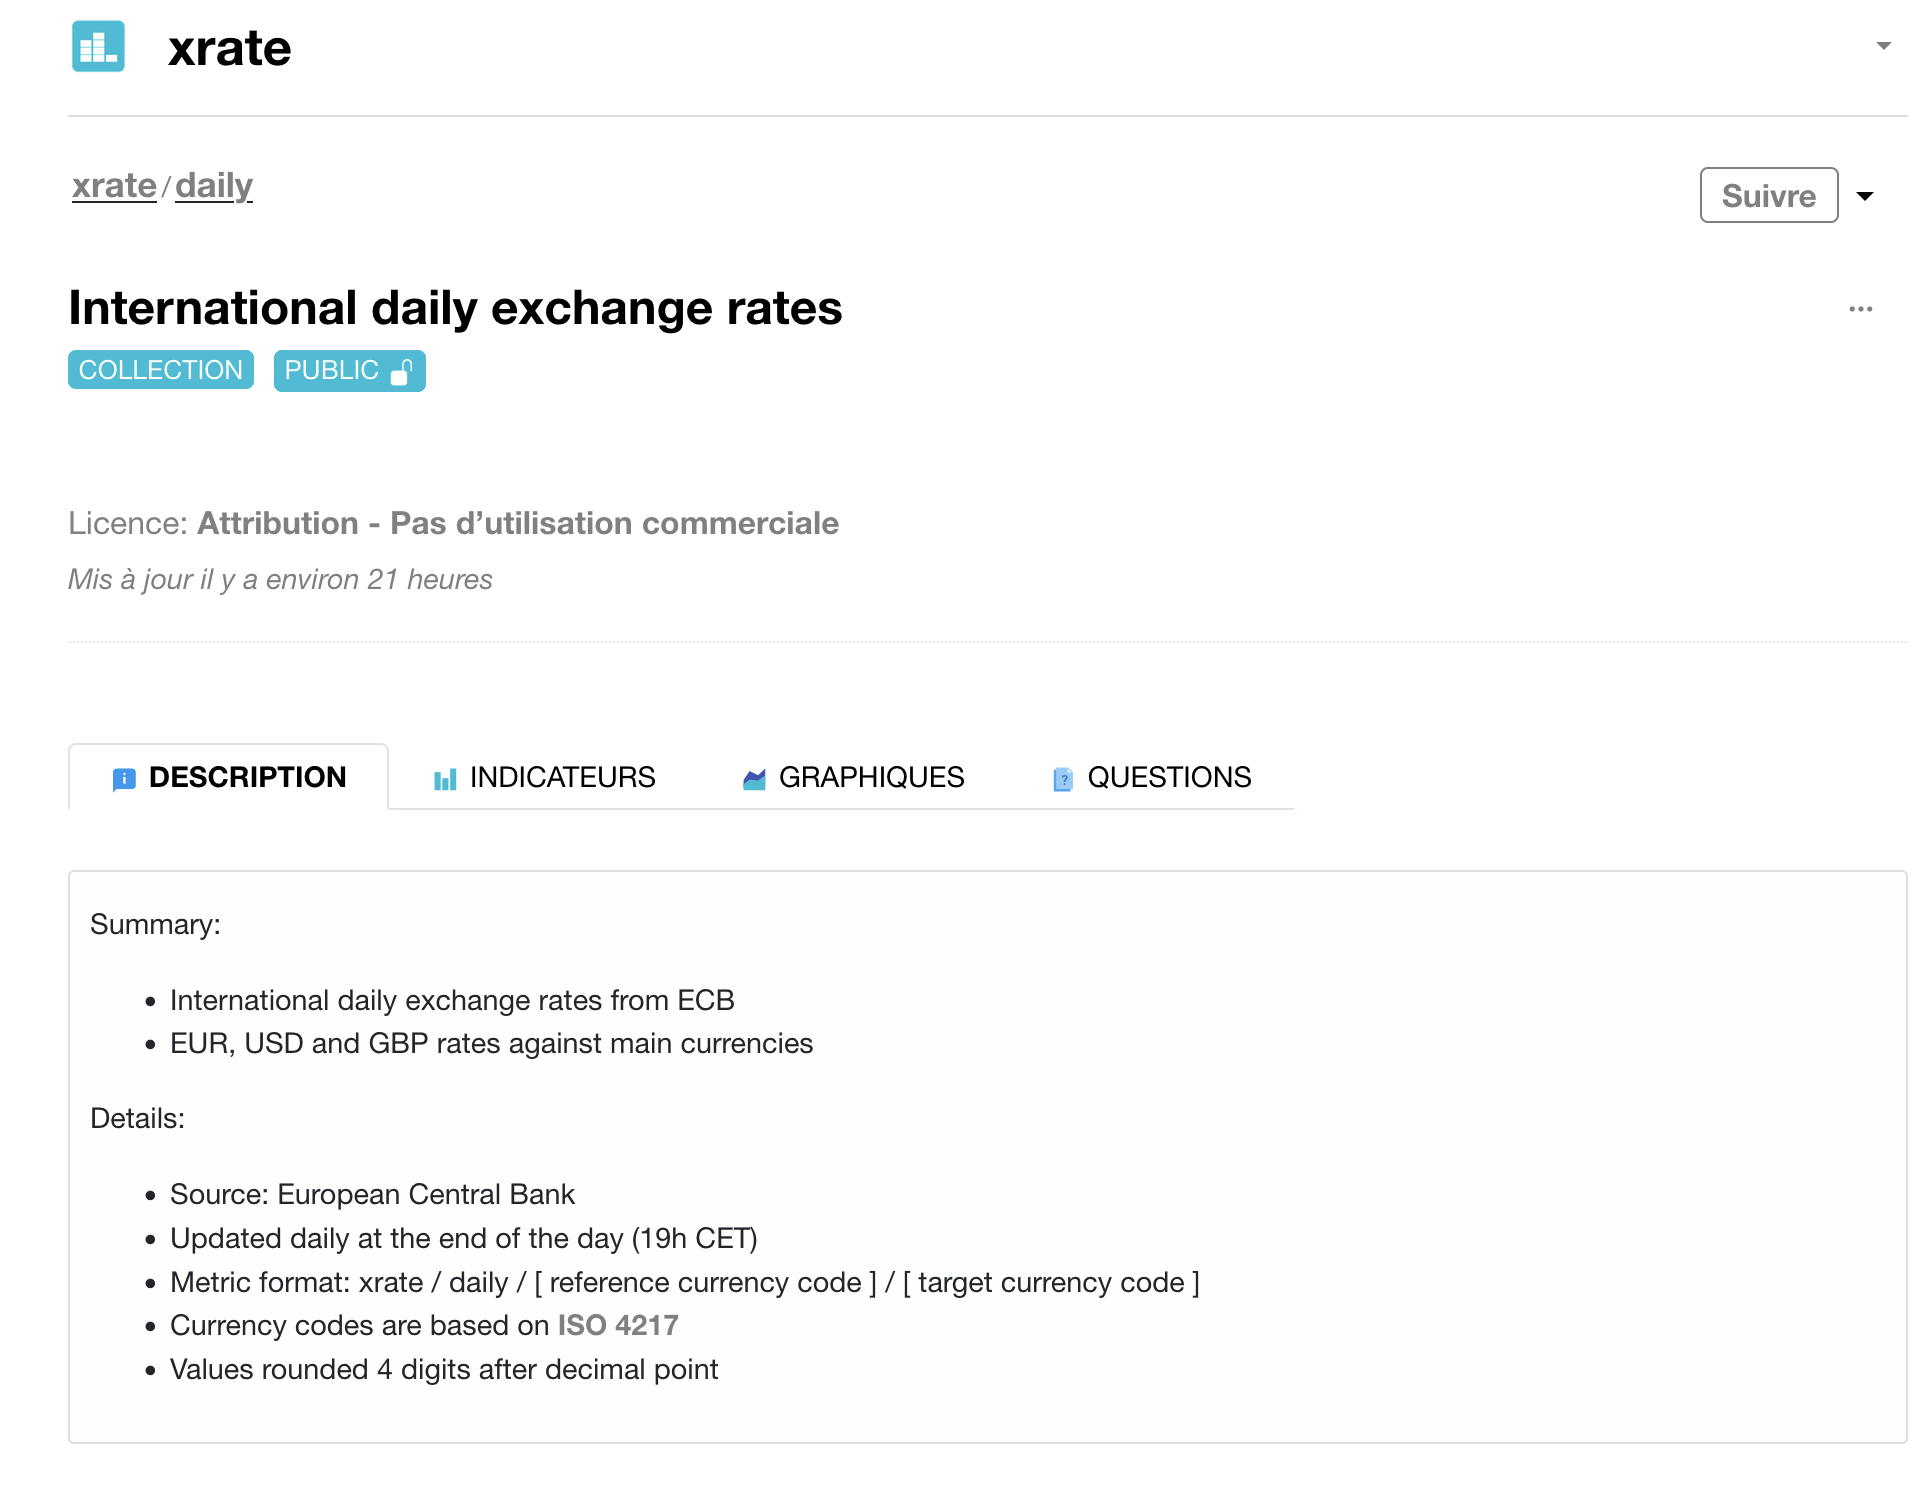 xrate
xrate/daily
Suivre
International daily exchange rates
COLLECTION PUBLIC
Licence: Attribution - Pas d’utilisation commerciale
Mis à jour il y a environ 21 heures
DESCRIPTION INDICATEURS GRAPHIQUES QUESTIONS
Summary:
• International daily exchange rates from ECB
• EUR, USD and GBP rates against main currencies
Details:
• Source: European Central Bank
• Updated daily at the end of the day (19h CET)
• Metric format: xrate / daily / [ reference currency code ] / [ target currency code ]
• Currency codes are based on ISO 4217
• Values rounded 4 digits after decimal point